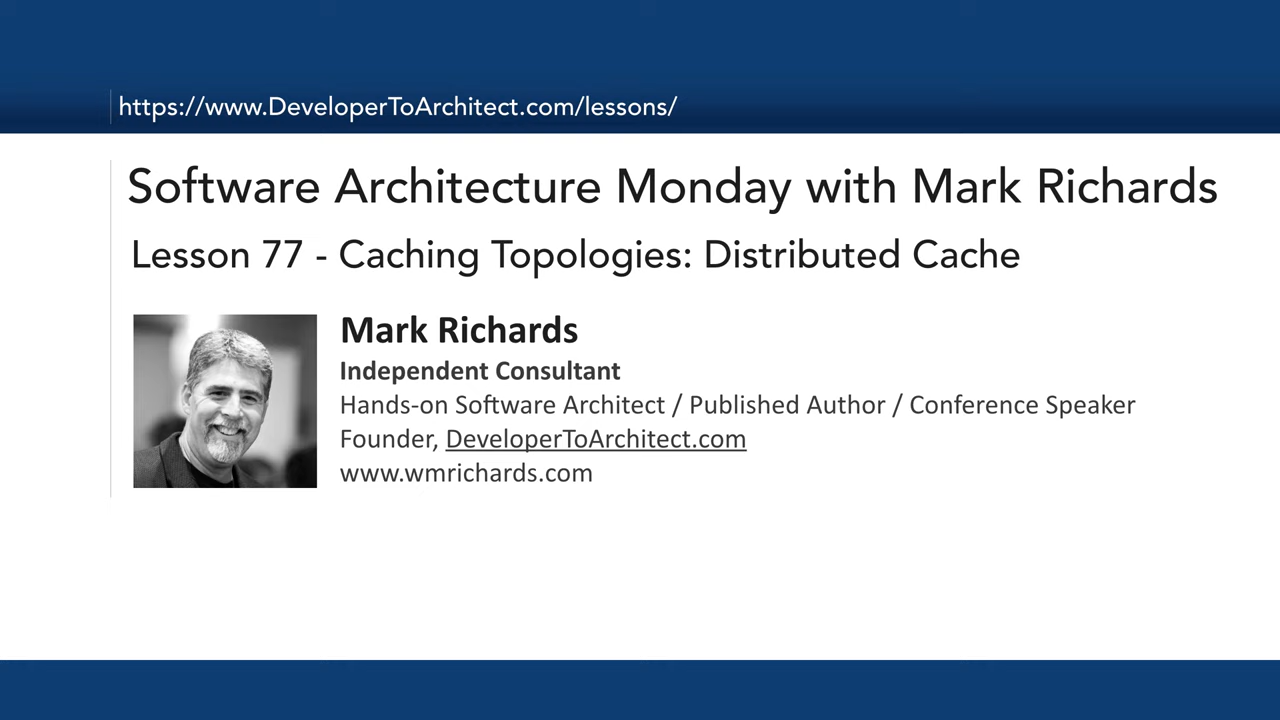 https://www.DeveloperToArchitect.com/lessons/
Software Architecture Monday with Mark Richards
Lesson 77 - Caching Topologies: Distributed Cache
Mark Richards
Independent Consultant
Hands-on Software Architect / Published Author / Conference Speaker
Founder, DeveloperToArchitect.com
www.wmrichards.com